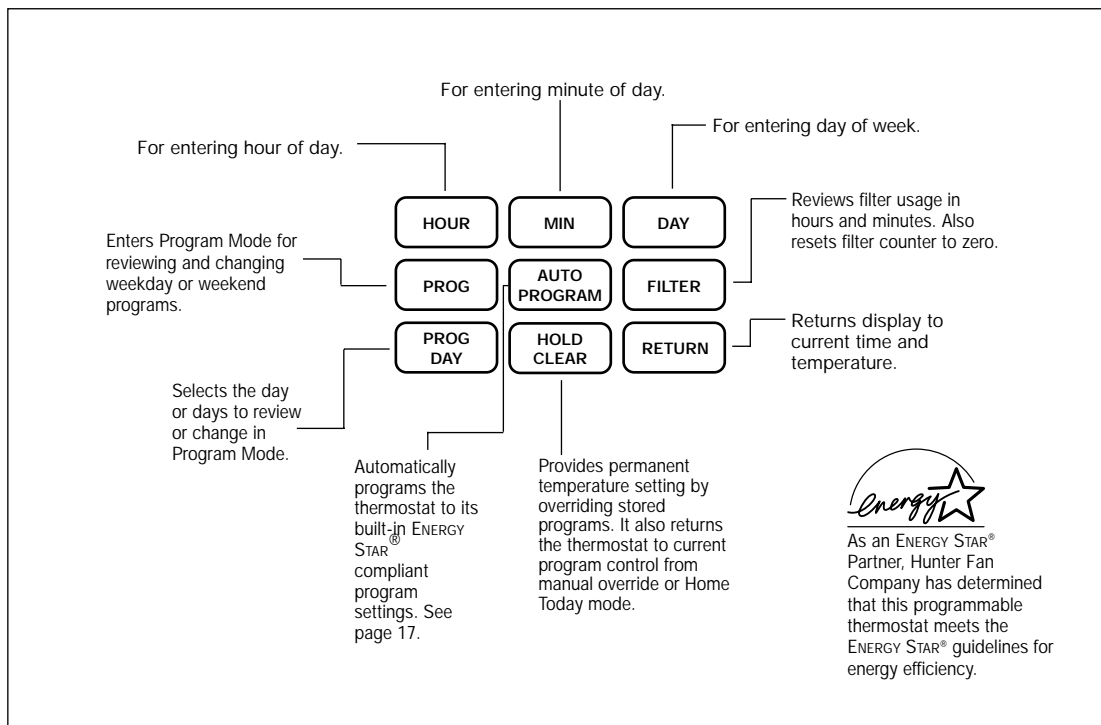 For entering minute of day.
For entering day of week.
For entering hour of day.
HOUR
MIN
DAY
Reviews filter usage in
hours and minutes. Also
resets filter counter to zero.
Enters Program Mode for
reviewing and changing
weekday or weekend
programs.
PROG
AUTO
PROGRAM
FILTER
PROG
DAY
HOLD
CLEAR
RETURN
Returns display to
current time and
temperature.
Selects the day
or days to review
or change in
Program Mode.
Automatically
programs the
thermostat to its
built-in ENERGY
STAR®
compliant
program
settings. See
page 17.
Provides permanent
temperature setting by
overriding stored
programs. It also returns
the thermostat to current
program control from
manual override or Home
Today mode.
energy
As an ENERGY STAR®
Partner, Hunter Fan
Company has determined
that this programmable
thermostat meets the
ENERGY STAR® guidelines for
energy efficiency.